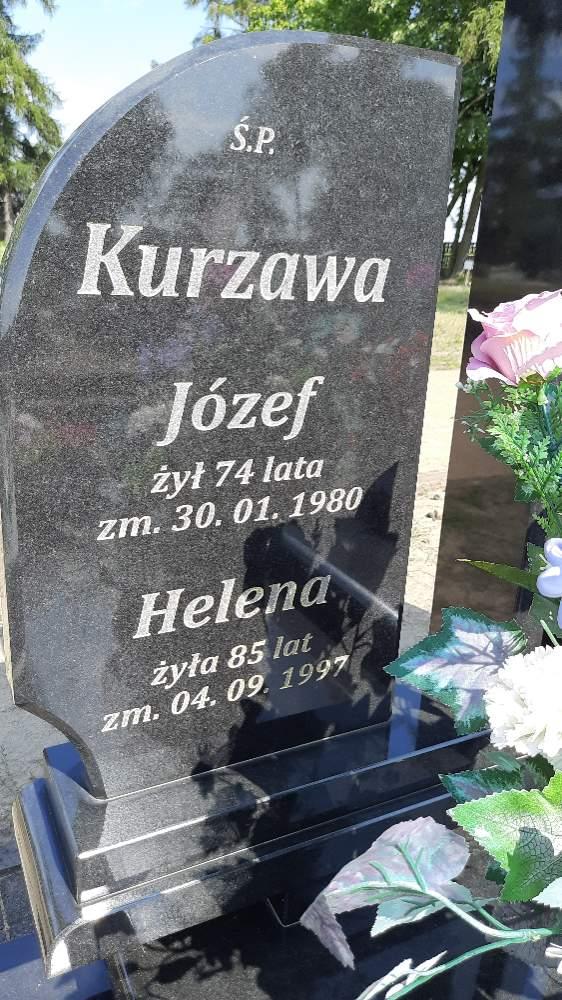 Ś.P.
Kurzawa
Józef
żył 74 lata
zm. 30. 01. 1980
Helena
żyła 85 lat
zm. 04. 09. 1997